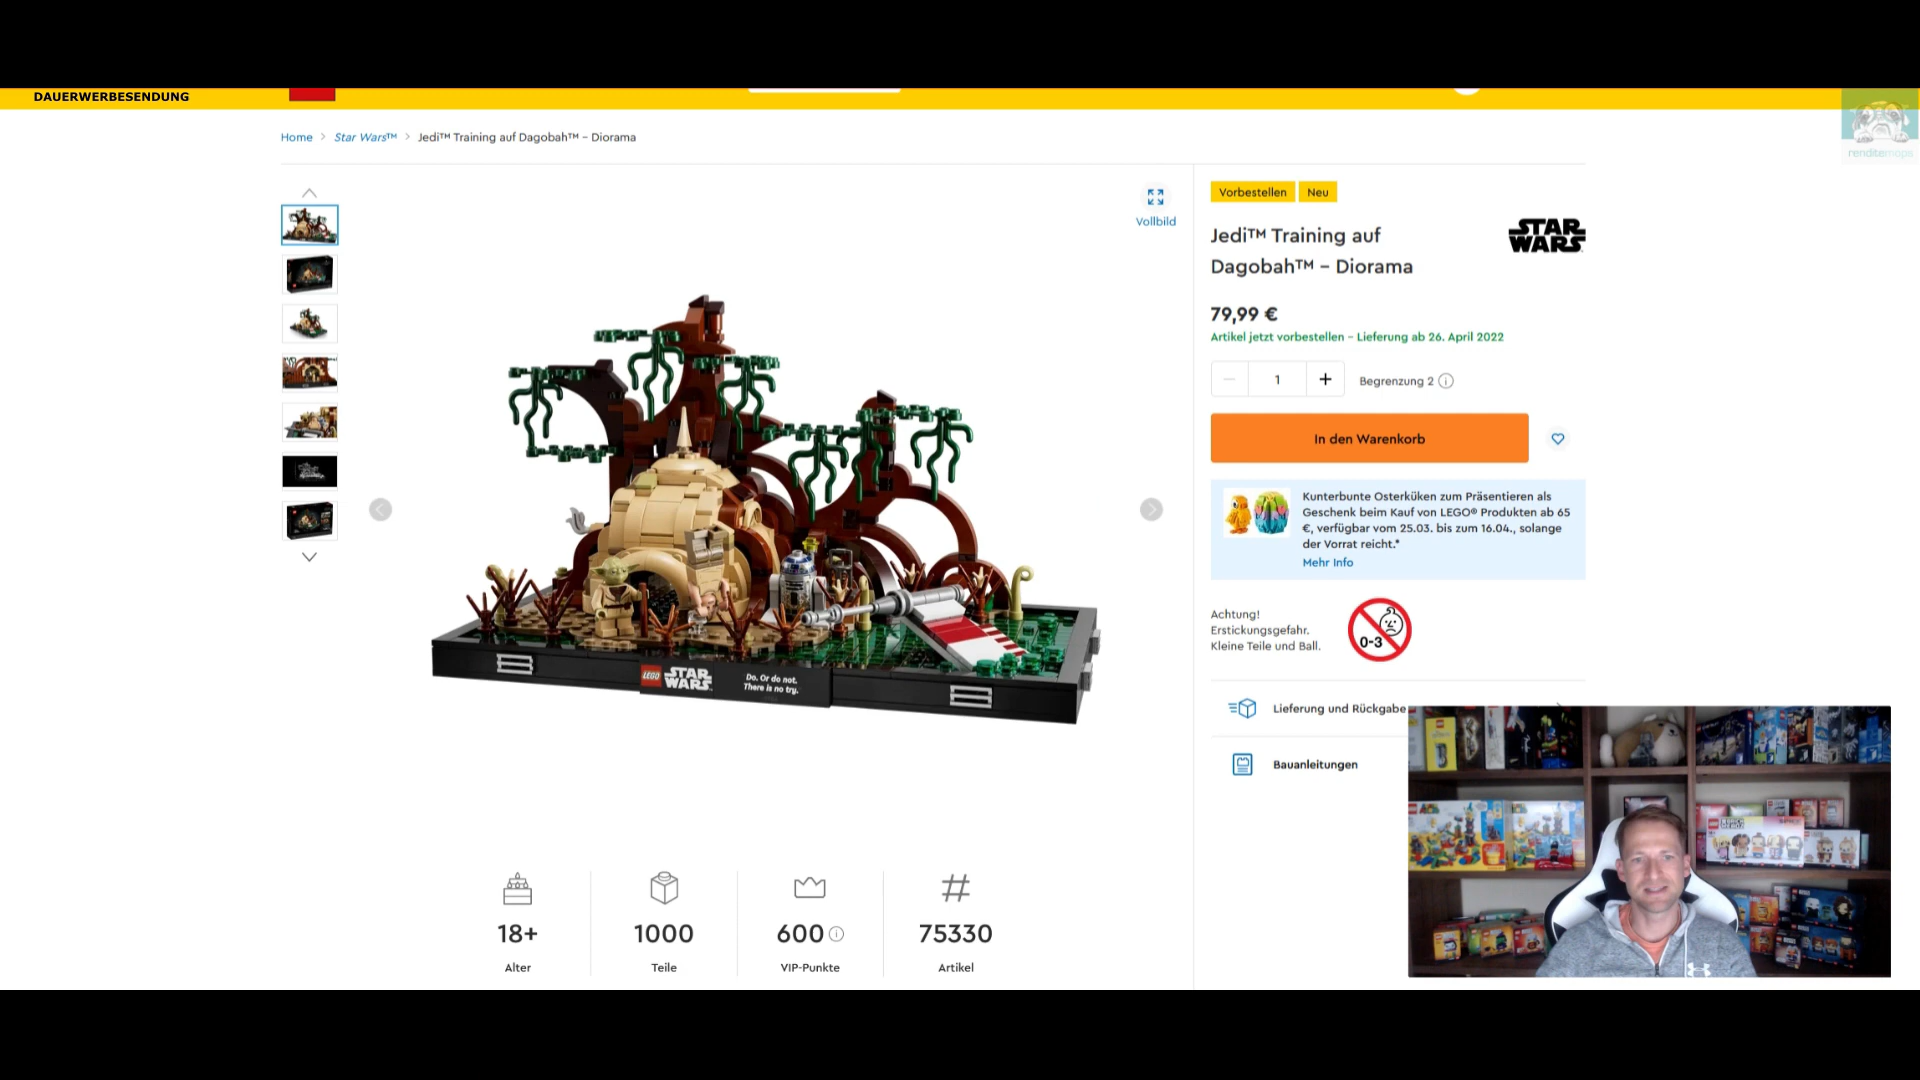 DAUERWERBESENDUNG
renditemops
Home > Star Wars™ > Jedi™ Training auf Dagobah™ – Diorama
Vollbild
LEGO STAR WARS
Do. Or do not.
There is no try.
Vorbestellen Neu
Jedi™ Training auf
Dagobah™ – Diorama
STAR WARS
79,99 €
Artikel jetzt vorbestellen – Lieferung ab 26. April 2022
1
Begrenzung 2
In den Warenkorb
Kunterbunte Osterküken zum Präsentieren als
Geschenk beim Kauf von LEGO® Produkten ab 65
€, verfügbar vom 25.03. bis zum 16.04., solange
der Vorrat reicht.*
Mehr Info
Achtung!
Erstickungsgefahr.
Kleine Teile und Ball.
0-3
Lieferung und Rückgabe
Bauanleitungen
18+
Alter
1000
Teile
600
VIP-Punkte
#
75330
Artikel